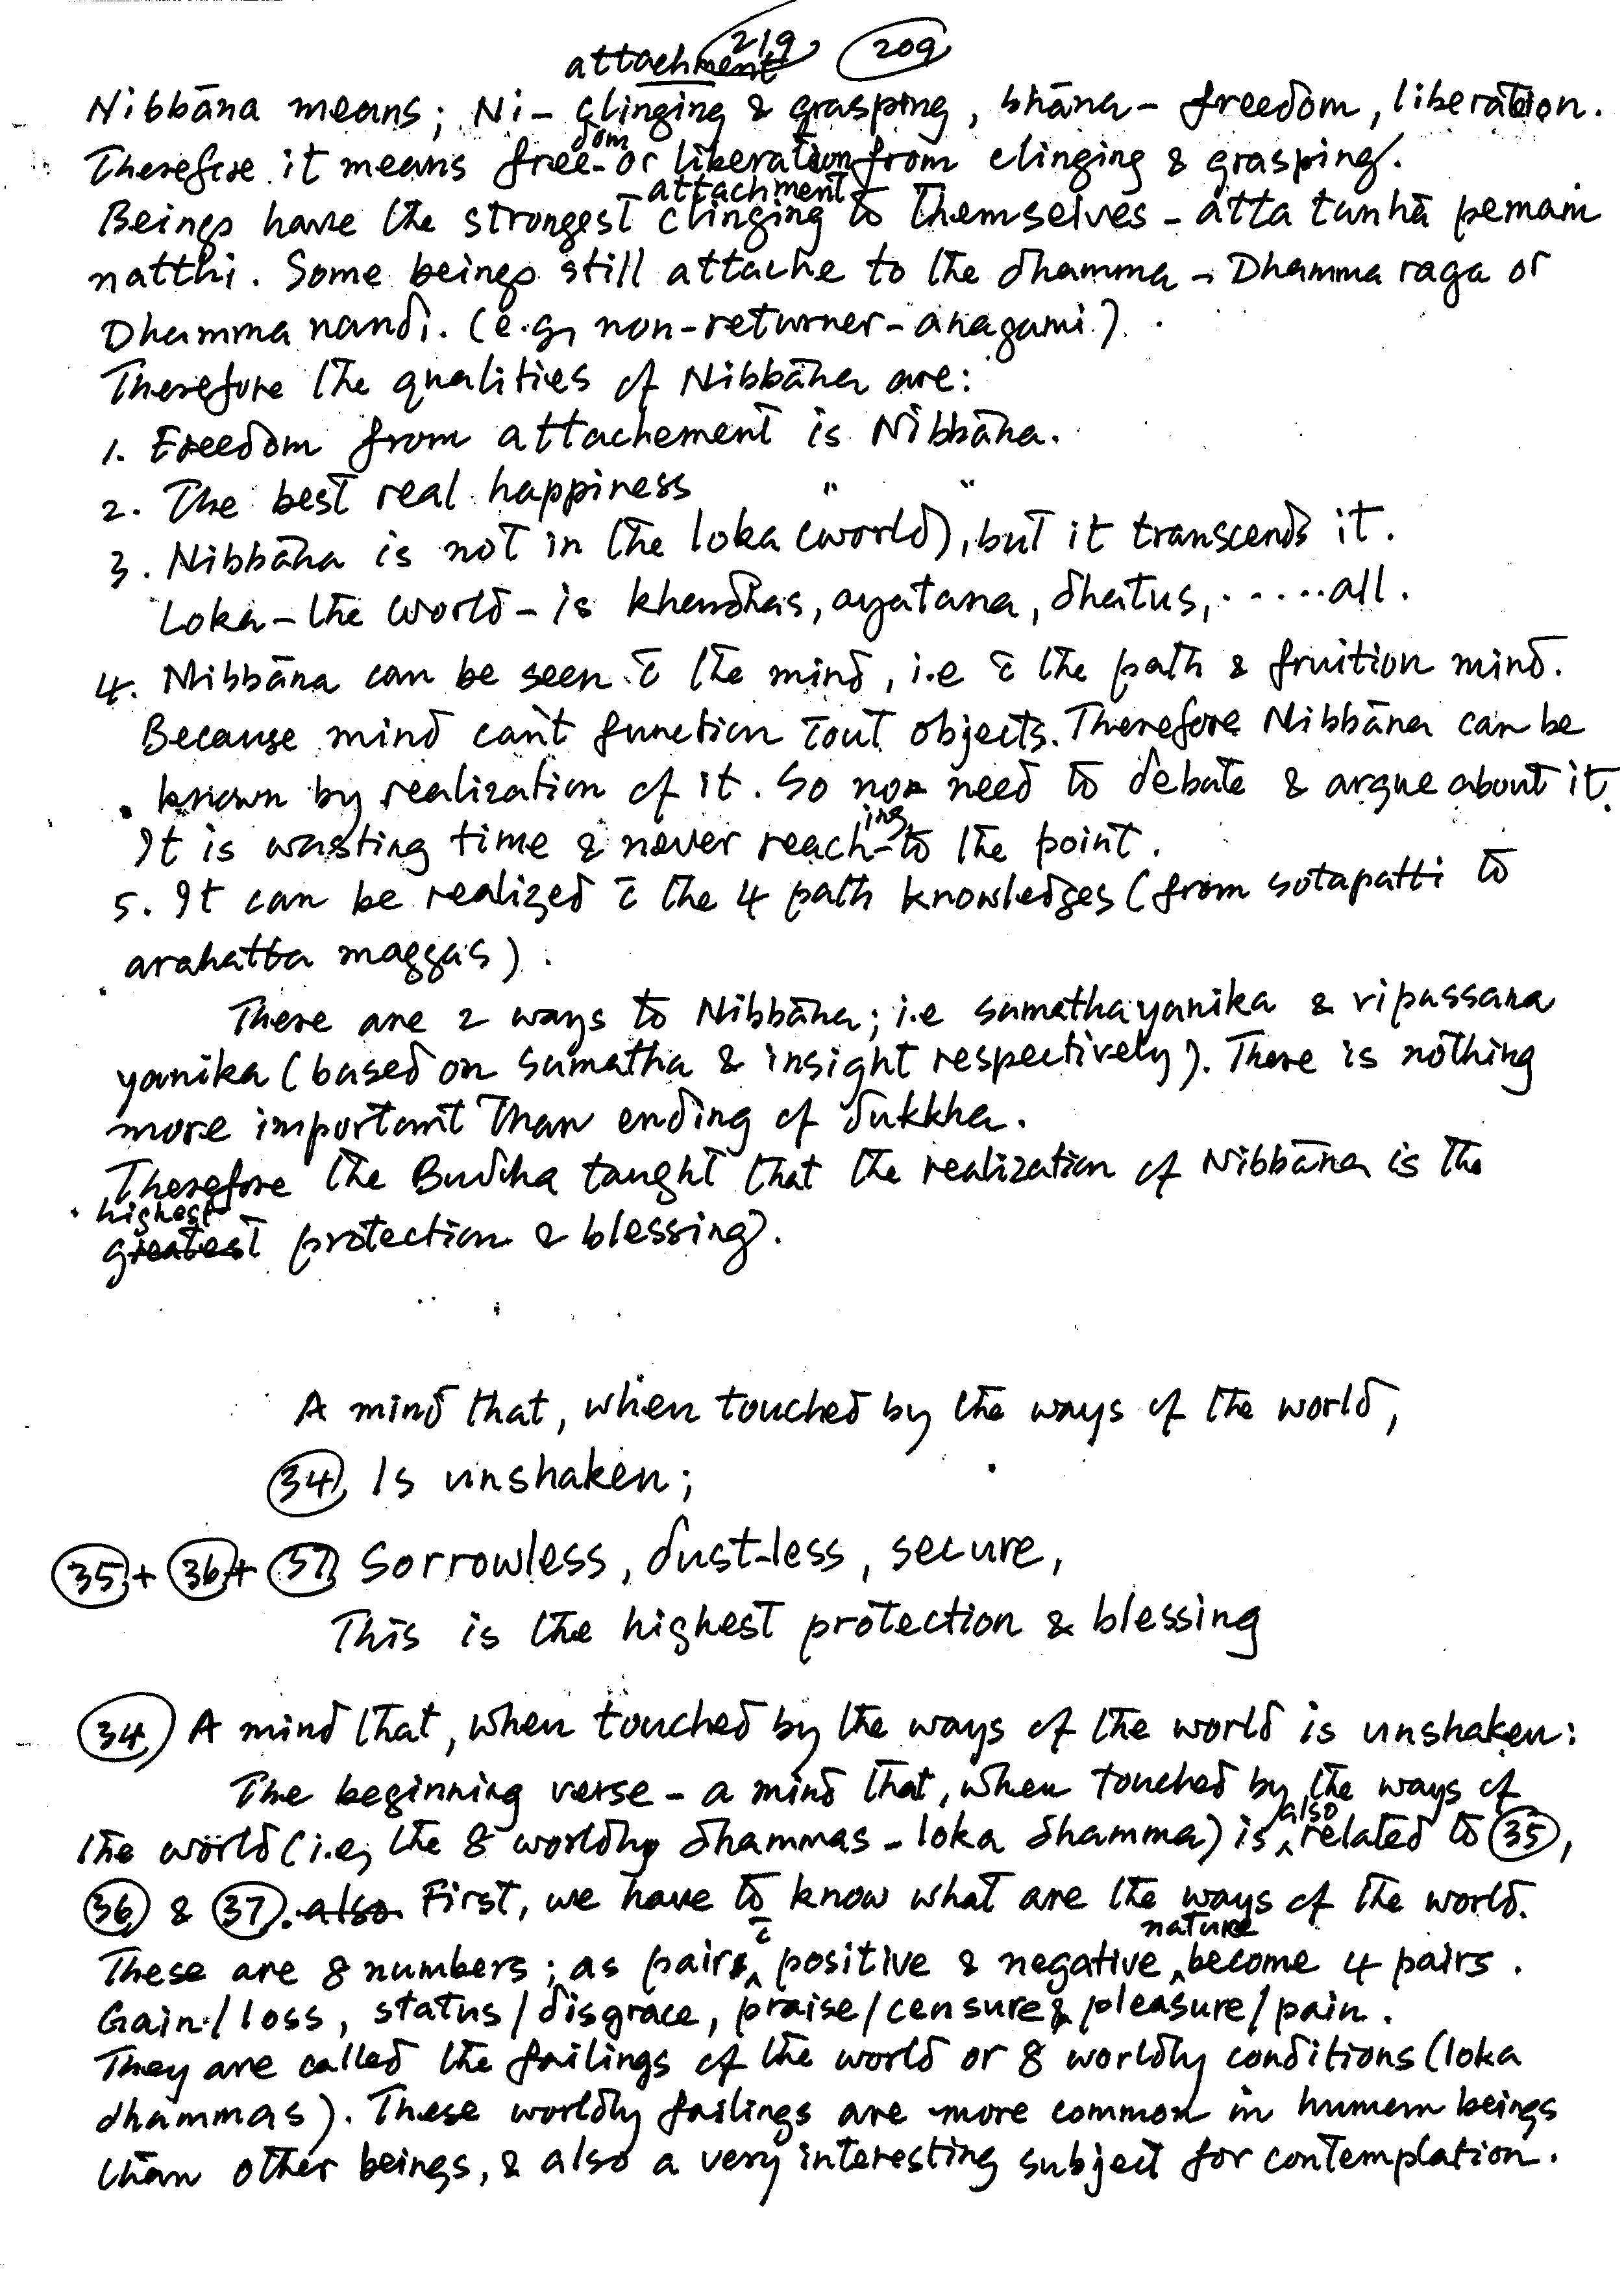 219 209
attachment
Nibbāna means; Ni- clinging & grasping, bhāna - freedom, liberation.
dom
Therefore it means free- or liberation from clinging & grasping.
-attachment
Beings have the strongest clinging to themselves - atta tanhā pemam
natthi. Some beings still attache to the dhamma - Dhamma raga or
Dhamma nandi. (e.g, non-returner-anagami).
Therefore the qualities of Nibbāna are:
1. Freedom from attachement is Nibbāna.
2. The best real happiness " "
3. Nibbāna is not in the loka (world), but it transcends it.
Loka - the world - is khandhas, ayatana, dhatus, ..... all.
4. Nibbāna can be seen c̄ the mind, i.e c̄ the path & fruition mind.
Because mind can't function c̄out objects. Therefore Nibbāna can be
known by realization of it. So no need to debate & argue about it.
ing
It is wasting time & never reach- to the point.
5. It can be realized c̄ the 4 path knowledges (from sotapatti to
arahatta maggas).
There are 2 ways to Nibbāna; i.e samathayanika & vipassana
yanika (based on samatha & insight respectively). There is nothing
more important than ending of dukkha.
Therefore the Buddha taught that the realization of Nibbāna is the
highest
greatest protection & blessing.
A mind that, when touched by the ways of the world,
34 Is unshaken;
35 + 36 + 37 Sorrowless, dust-less, secure,
This is the highest protection & blessing
34 A mind that, when touched by the ways of the world is unshaken:
The beginning verse - a mind that, when touched by the ways of
also
the world (i.e, the 8 worldly dhammas - loka dhamma) is related to 35,
36 & 37. also First, we have to know what are the ways of the world.
c̄ nature
These are 8 numbers; as pairs, positive & negative, become 4 pairs.
Gain/loss, status/disgrace, praise/censure & pleasure/pain.
They are called the failings of the world or 8 worldly conditions (loka
dhammas). These worldly failings are more common in human beings
than other beings, & also a very interesting subject for contemplation.